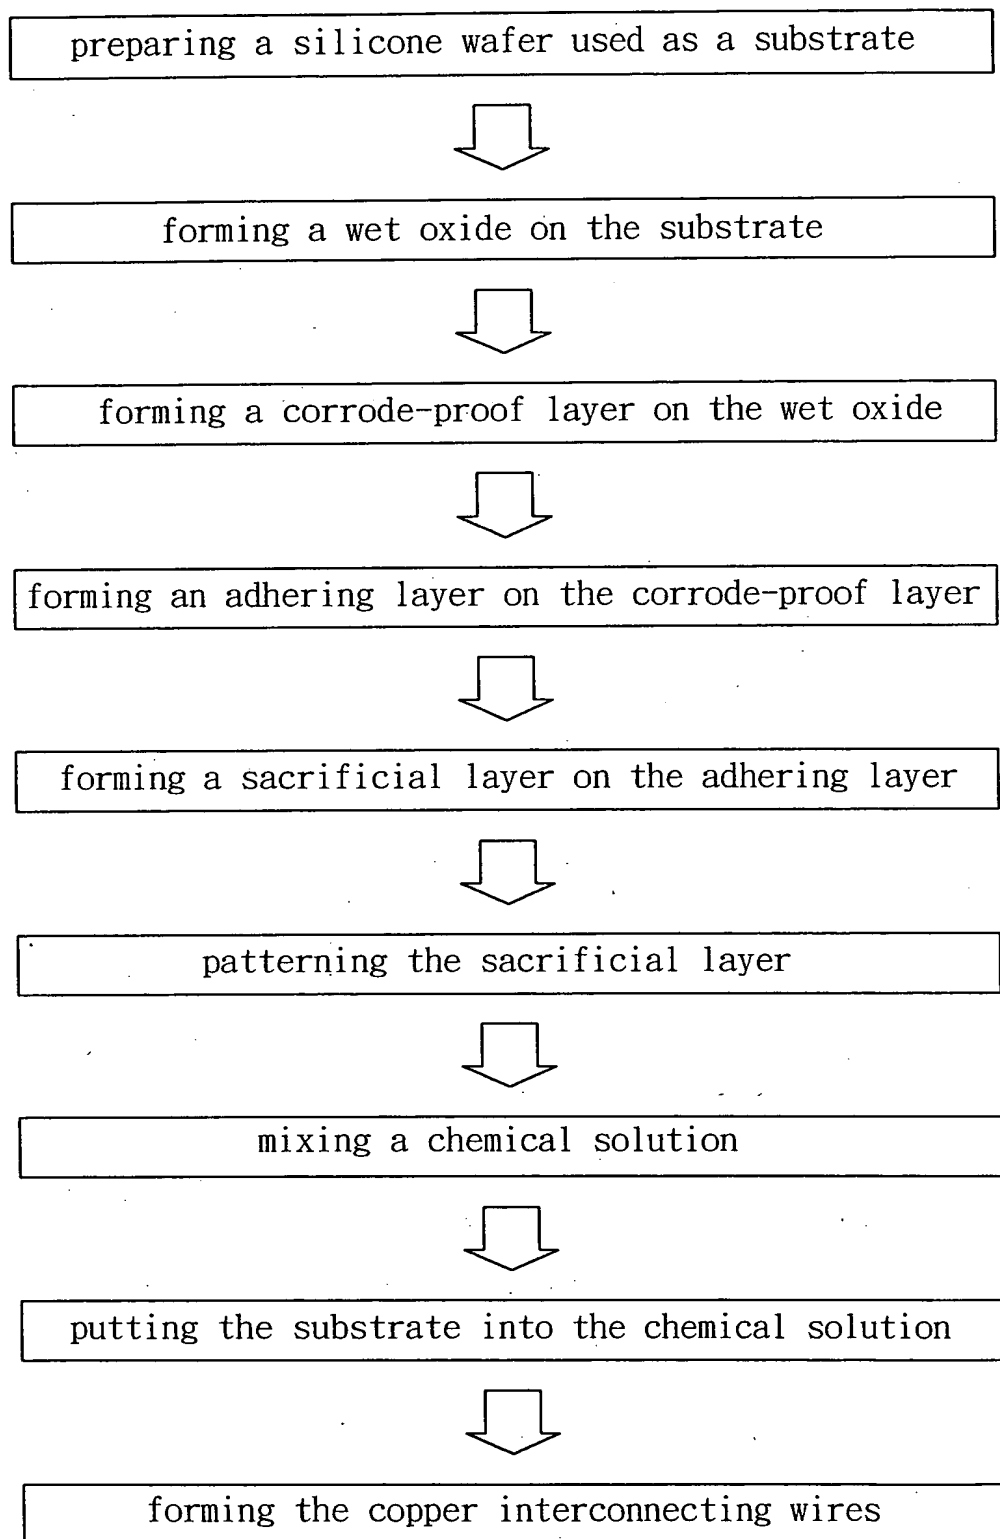 preparing a silicone wafer used as a substrate
forming a wet oxide on the substrate
forming a corrode-proof layer on the wet oxide
forming an adhering layer on the corrode-proof layer
forming a sacrificial layer on the adhering layer
patterning the sacrificial layer
mixing a chemical solution
putting the substrate into the chemical solution
forming the copper interconnecting wires